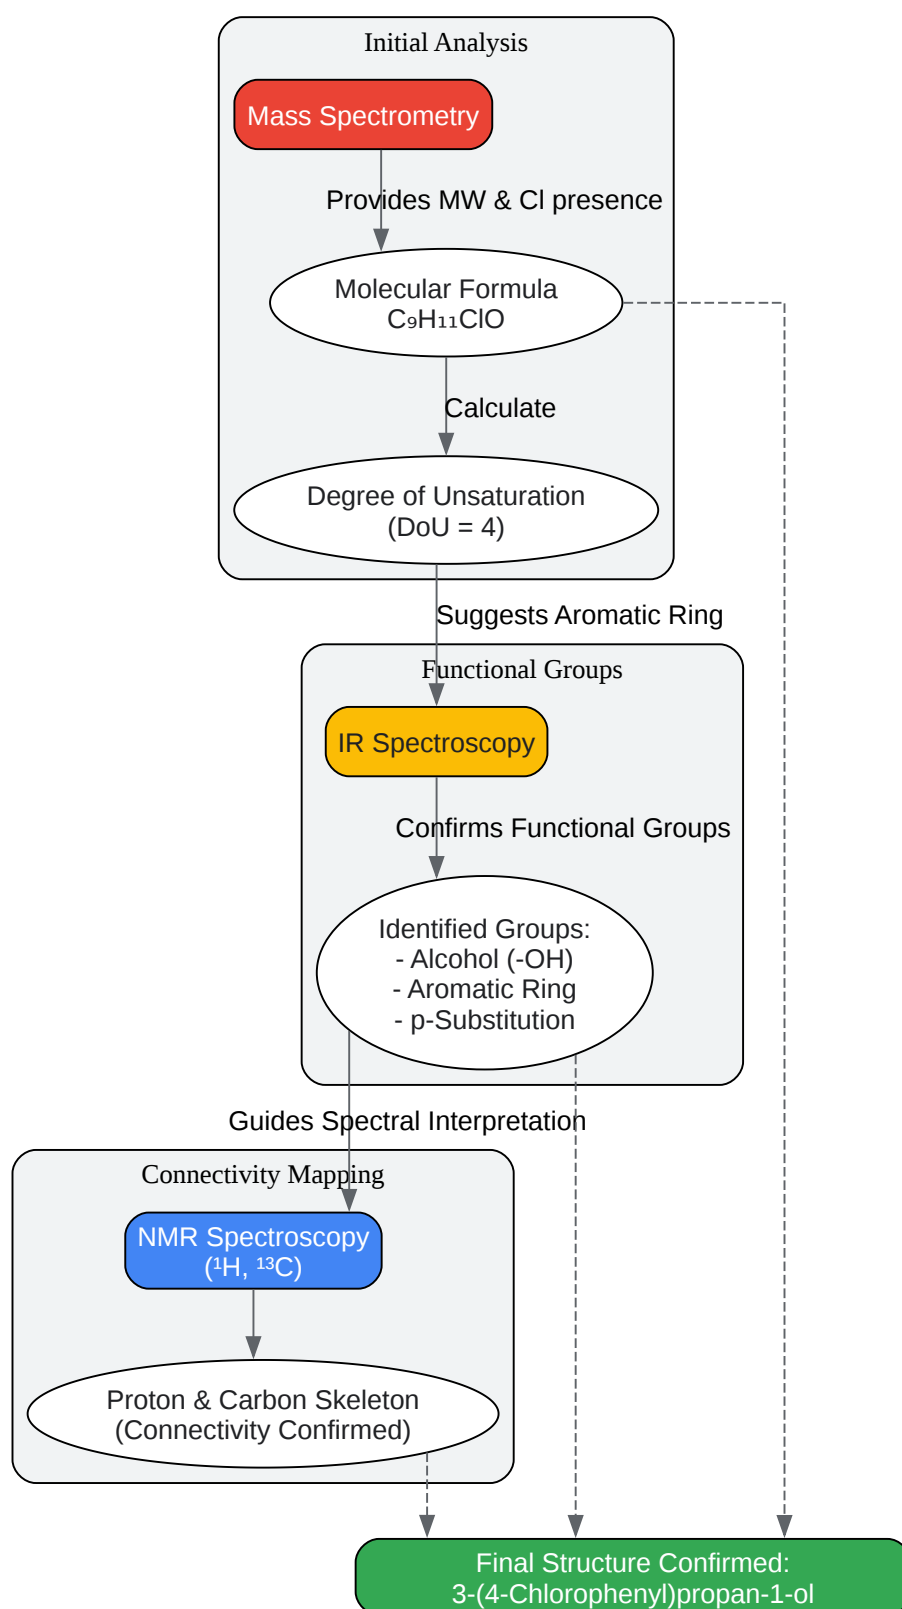 Initial Analysis
Mass Spectrometry
Provides MW & Cl presence
Molecular Formula
C₉H₁₁ClO
Calculate
Degree of Unsaturation
(DoU = 4)
Suggests Aromatic Ring
Functional Groups
IR Spectroscopy
Confirms Functional Groups
Identified Groups:
- Alcohol (-OH)
- Aromatic Ring
- p-Substitution
Guides Spectral Interpretation
Connectivity Mapping
NMR Spectroscopy
(¹H, ¹³C)
Proton & Carbon Skeleton
(Connectivity Confirmed)
Final Structure Confirmed:
3-(4-Chlorophenyl)propan-1-ol